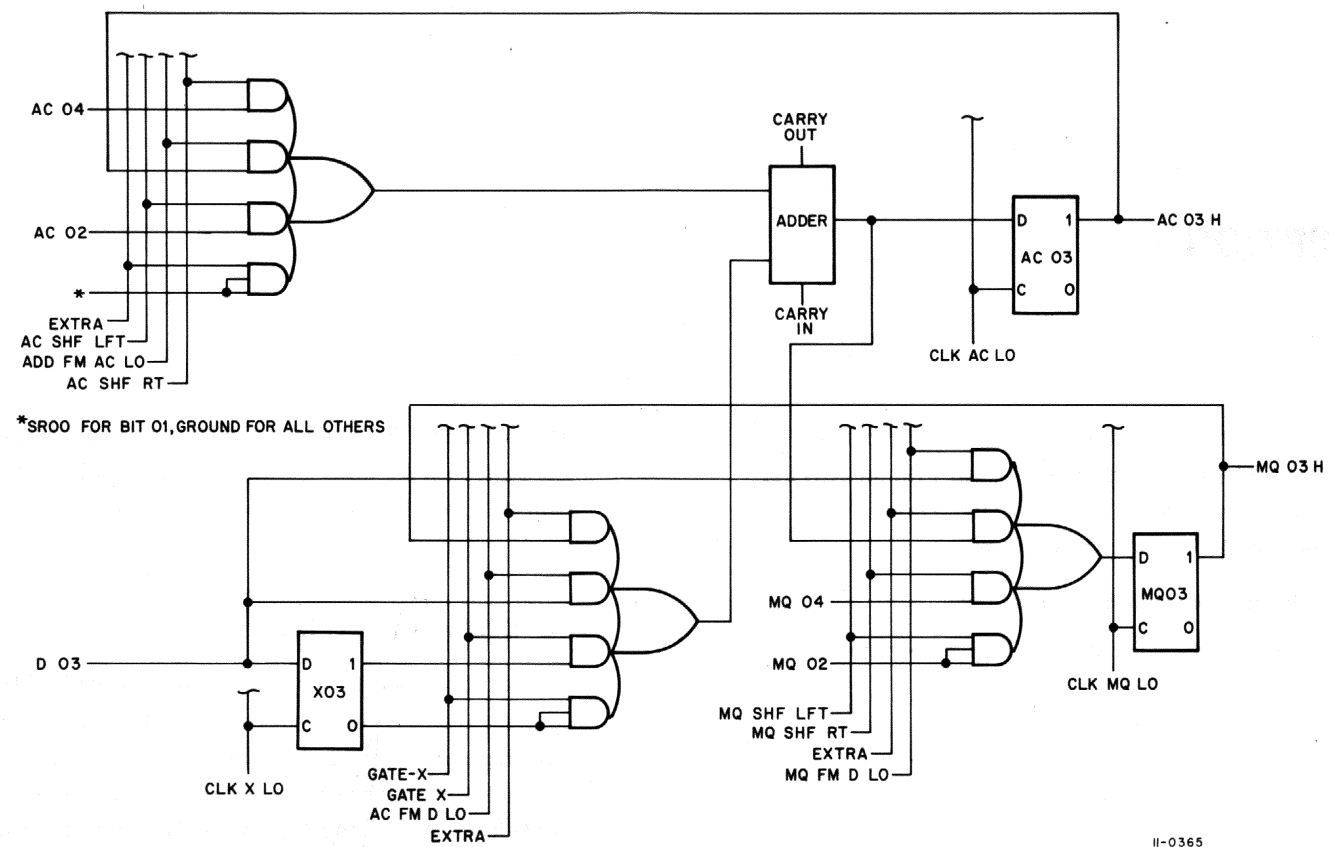 AC 04
AC 02
*
EXTRA
AC SHF LFT
ADD FM AC LO
AC SHF RT
*SR00 FOR BIT 01, GROUND FOR ALL OTHERS
CARRY OUT
ADDER
CARRY IN
D 1
AC 03
C 0
CLK AC LO
AC 03 H
D 03
D 1
X03
C 0
CLK X LO
GATE-X
GATE X
AC FM D LO
EXTRA
MQ 04
MQ 02
MQ SHF LFT
MQ SHF RT
EXTRA
MQ FM D LO
D 1
MQ03
C 0
CLK MQ LO
MQ 03 H
11-0365